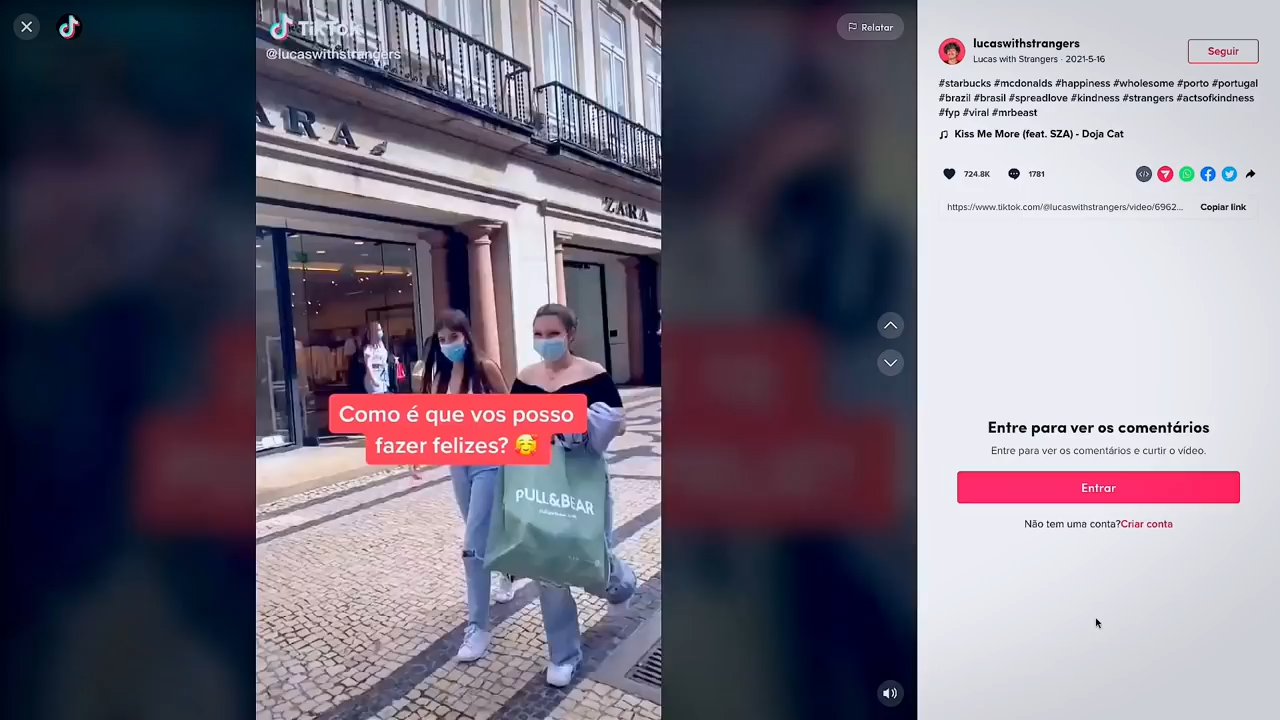 TikTok
@lucaswithstrangers
Relatar
ARA
ZARA
Como é que vos posso
fazer felizes? 🥰
PULL&BEAR
lucaswithstrangers
Lucas with Strangers · 2021-5-16
Seguir
#starbucks #mcdonalds #happiness #wholesome #porto #portugal
#brazil #brasil #spreadlove #kindness #strangers #actsofkindness
#fyp #viral #mrbeast
Kiss Me More (feat. SZA) - Doja Cat
724.8K
1781
https://www.tiktok.com/@lucaswithstrangers/video/6962...
Copiar link
Entre para ver os comentários
Entre para ver os comentários e curtir o vídeo.
Entrar
Não tem uma conta?Criar conta